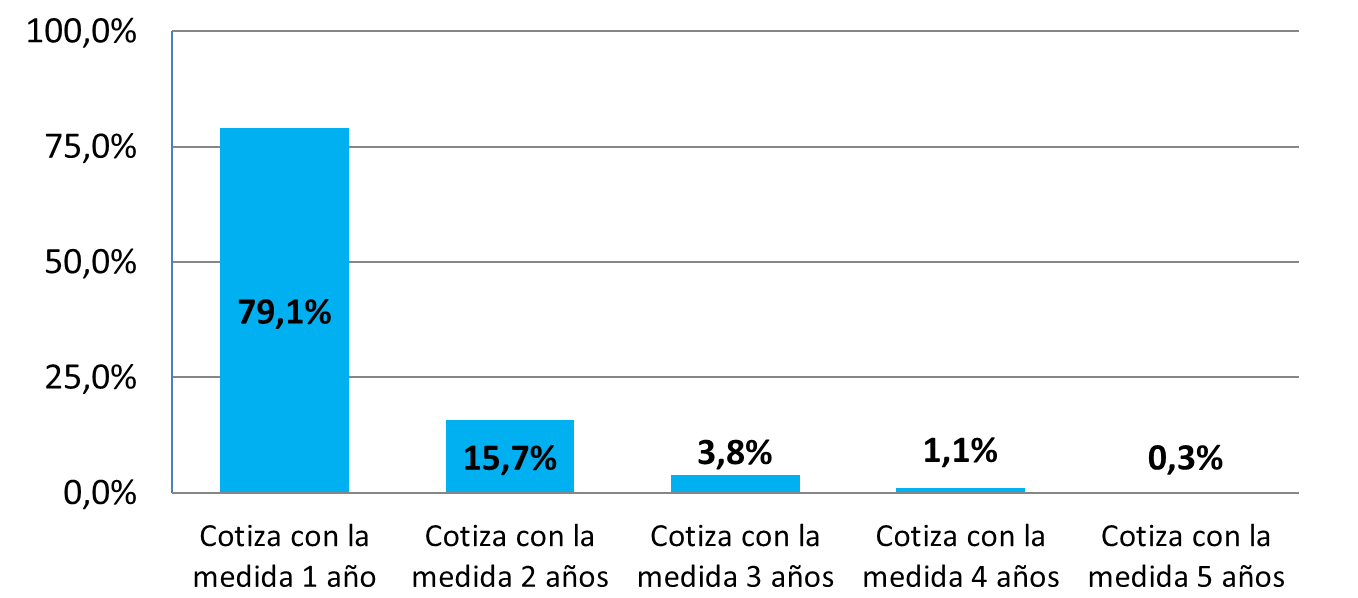 100,0%
75,0%
50,0%
25,0%
0,0%
79,1%
15,7%
3,8%
1,1%
0,3%
Cotiza con la
medida 1 año
Cotiza con la
medida 2 años
Cotiza con la
medida 3 años
Cotiza con la
medida 4 años
Cotiza con la
medida 5 años